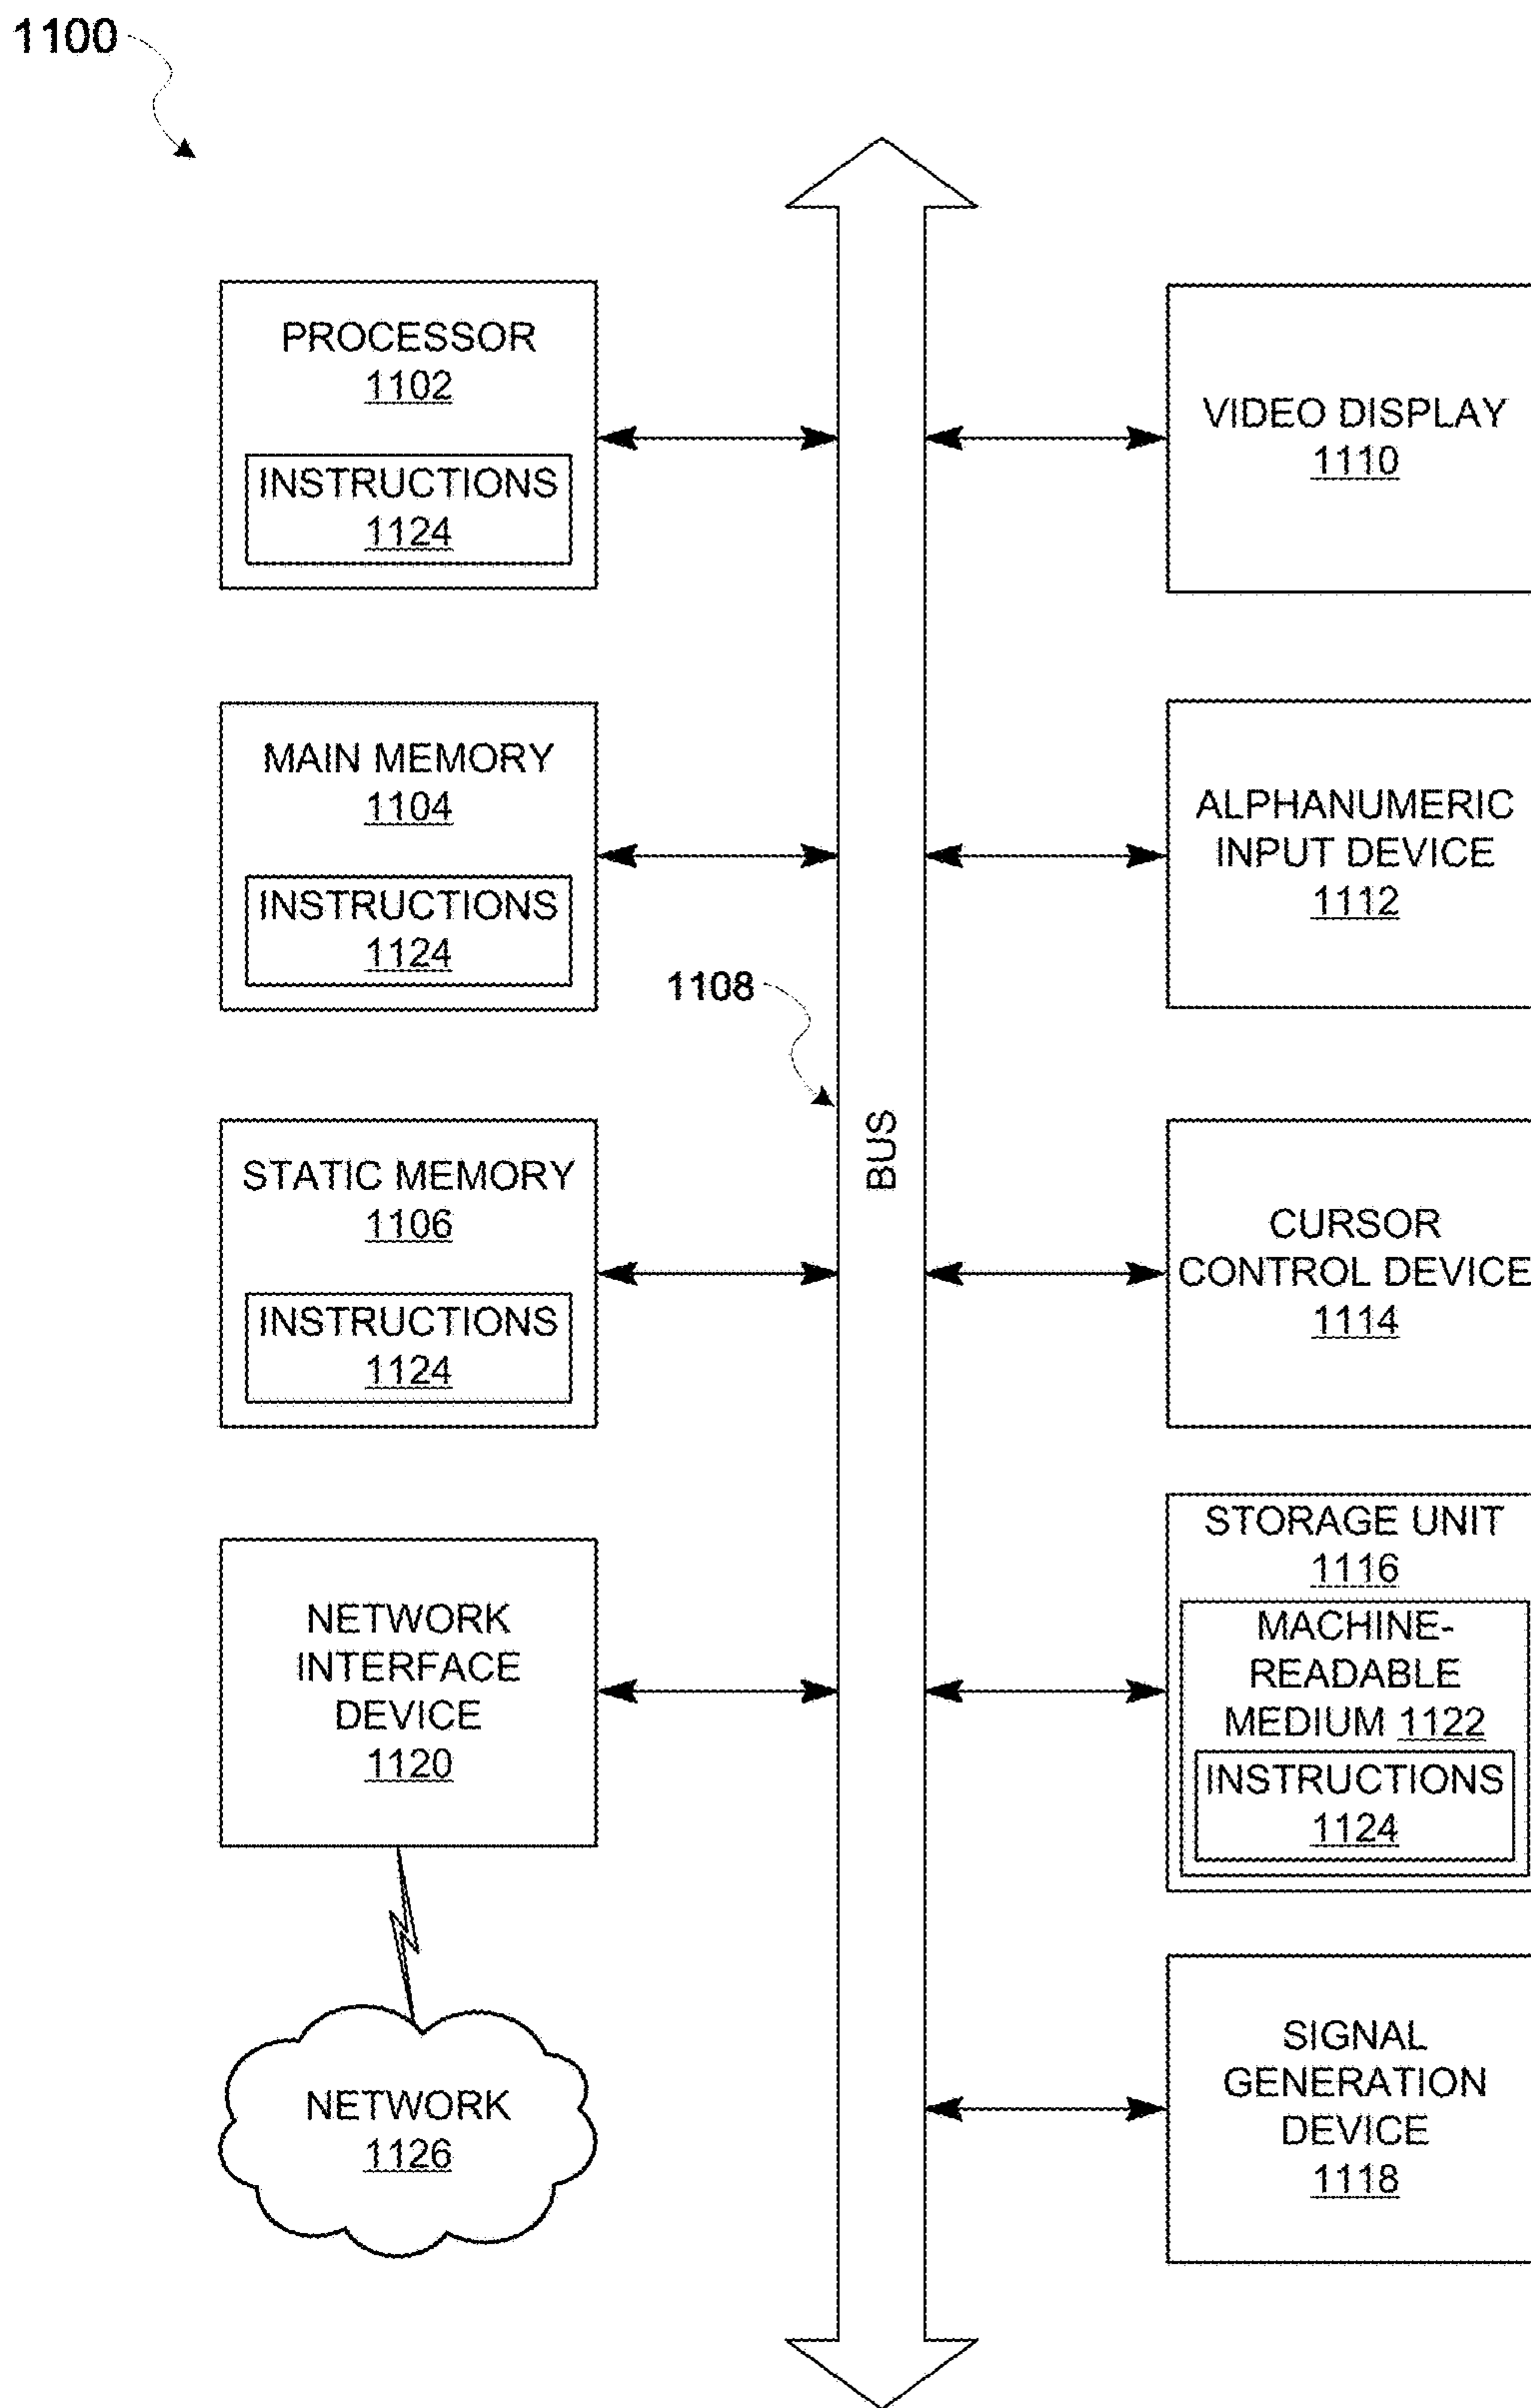 1100
PROCESSOR
1102
INSTRUCTIONS
1124
MAIN MEMORY
1104
INSTRUCTIONS
1124
STATIC MEMORY
1106
INSTRUCTIONS
1124
NETWORK
INTERFACE
DEVICE
1120
NETWORK
1126
1108
BUS
VIDEO DISPLAY
1110
ALPHANUMERIC
INPUT DEVICE
1112
CURSOR
CONTROL DEVICE
1114
STORAGE UNIT
1116
MACHINE-
READABLE
MEDIUM 1122
INSTRUCTIONS
1124
SIGNAL
GENERATION
DEVICE
1118